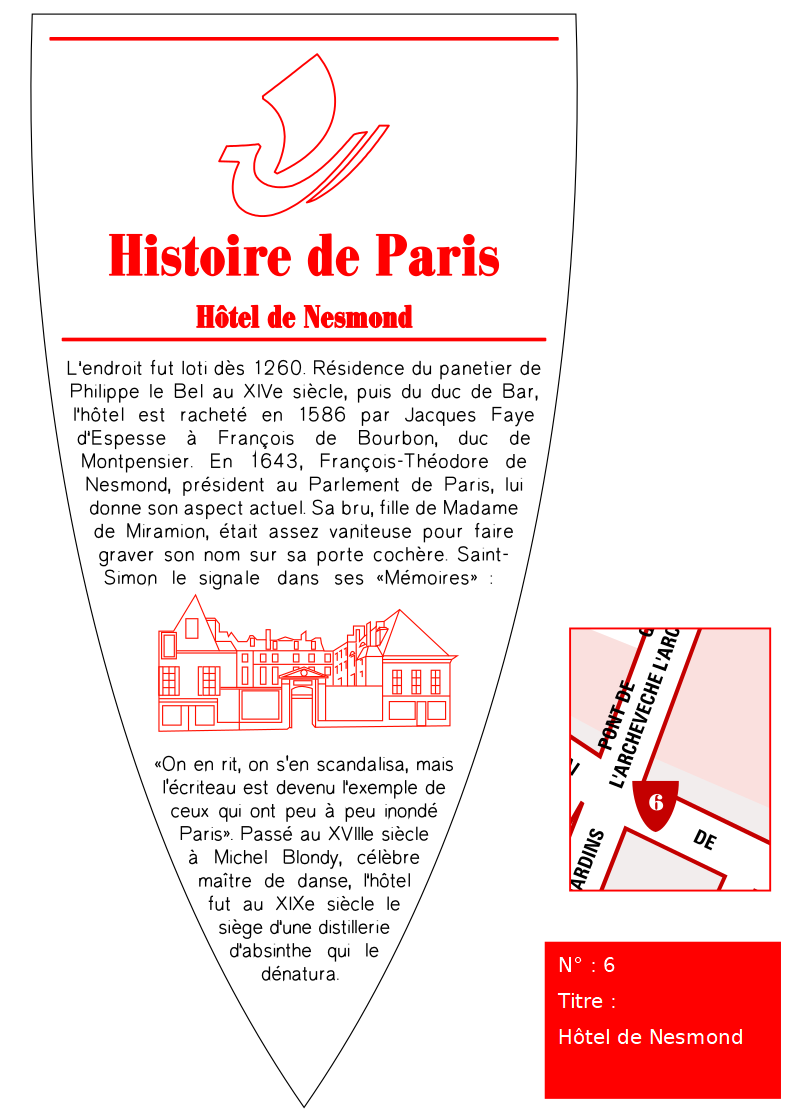 Histoire de Paris
Hôtel de Nesmond
L'endroit fut loti dès 1260. Résidence du panetier de
Philippe le Bel au XIVe siècle, puis du duc de Bar,
l'hôtel est racheté en 1586 par Jacques Faye
d'Espesse à François de Bourbon, duc de
Montpensier. En 1643, François-Théodore de
Nesmond, président au Parlement de Paris, lui
donne son aspect actuel. Sa bru, fille de Madame
de Miramion, était assez vaniteuse pour faire
graver son nom sur sa porte cochère. Saint-
Simon le signale dans ses «Mémoires» :
«On en rit, on s'en scandalisa, mais
l'écriteau est devenu l'exemple de
ceux qui ont peu à peu inondé
Paris». Passé au XVIIIe siècle
à Michel Blondy, célèbre
maître de danse, l'hôtel
fut au XIXe siècle le
siège d'une distillerie
d'absinthe qui le
dénatura.
PONT DE
L'ARCHEVECHE L'ARC
6
DE
ARDINS
N° : 6
Titre :
Hôtel de Nesmond